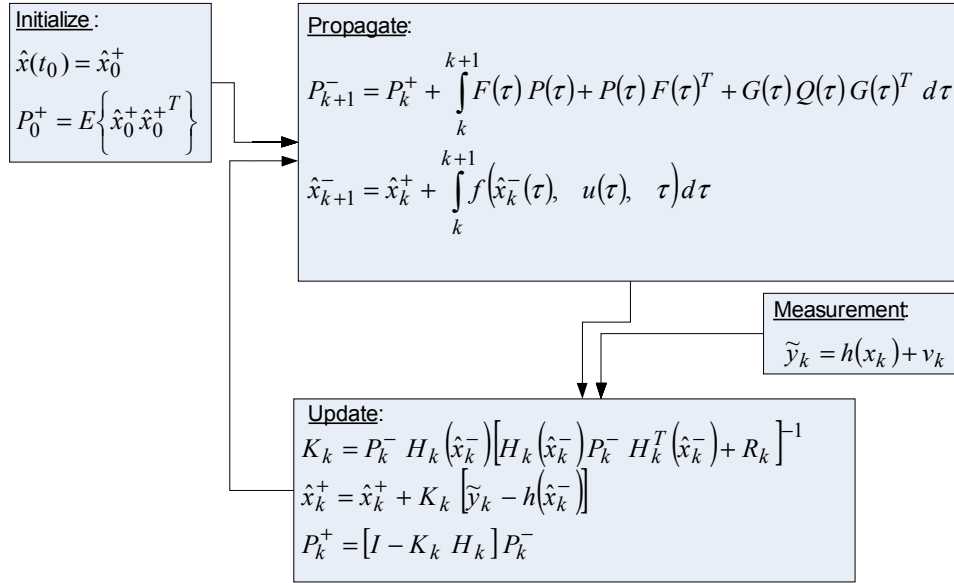 Initialize :
x̂(t₀) = x̂₀⁺
P₀⁺ = E{x̂₀⁺ x̂₀⁺ᵀ}
Propagate:
P⁻ₖ₊₁ = Pₖ⁺ + ∫ₖᵏ⁺¹ F(τ) P(τ) + P(τ) F(τ)ᵀ + G(τ) Q(τ) G(τ)ᵀ dτ
x̂⁻ₖ₊₁ = x̂ₖ⁺ + ∫ₖᵏ⁺¹ f(x̂ₖ⁻(τ), u(τ), τ)dτ
Measurement:
ỹₖ = h(xₖ) + vₖ
Update:
Kₖ = Pₖ⁻ Hₖ(x̂ₖ⁻)[Hₖ(x̂ₖ⁻)Pₖ⁻ Hₖᵀ(x̂ₖ⁻) + Rₖ]⁻¹
x̂ₖ⁺ = x̂ₖ⁺ + Kₖ [ỹₖ − h(x̂ₖ⁻)]
Pₖ⁺ = [I − Kₖ Hₖ] Pₖ⁻